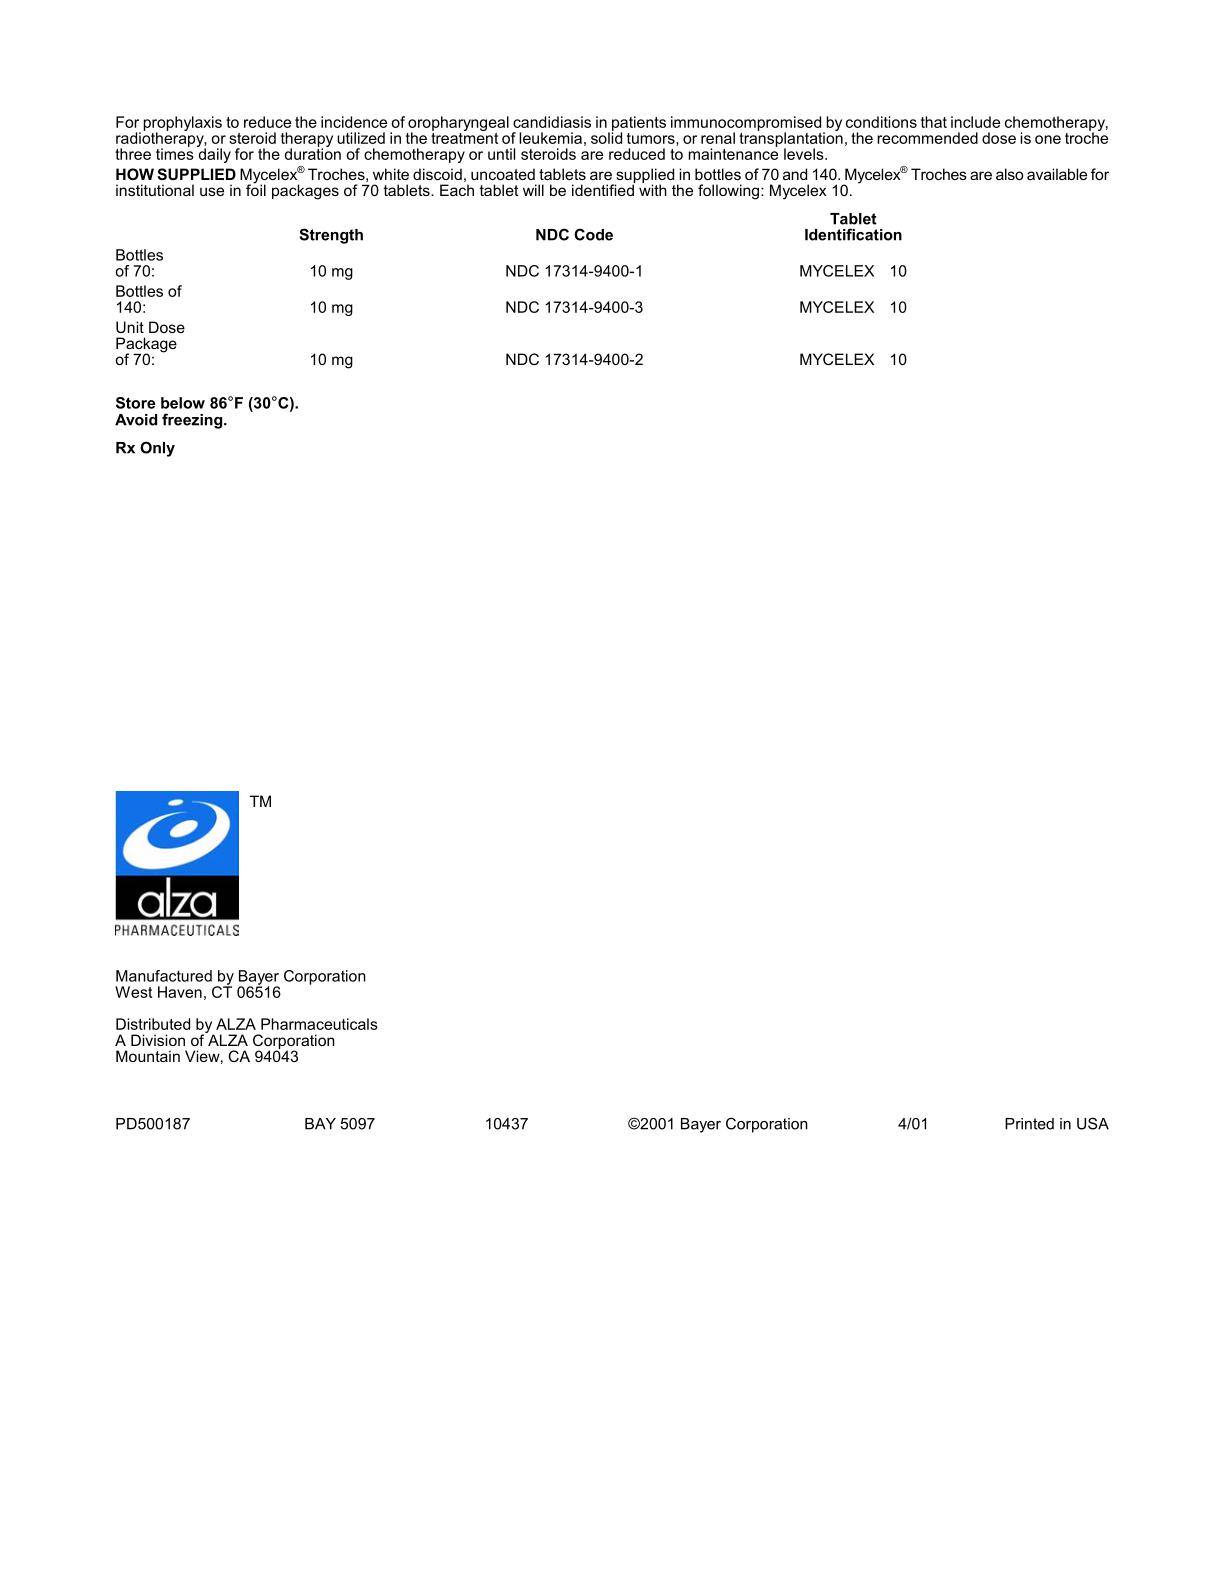 For prophylaxis to reduce the incidence of oropharyngeal candidiasis in patients immunocompromised by conditions that include chemotherapy,
radiotherapy, or steroid therapy utilized in the treatment of leukemia, solid tumors, or renal transplantation, the recommended dose is one troche
three times daily for the duration of chemotherapy or until steroids are reduced to maintenance levels.
HOW SUPPLIED Mycelex® Troches, white discoid, uncoated tablets are supplied in bottles of 70 and 140. Mycelex® Troches are also available for
institutional use in foil packages of 70 tablets. Each tablet will be identified with the following: Mycelex 10.
Tablet
Strength NDC Code Identification
Bottles
of 70: 10 mg NDC 17314-9400-1 MYCELEX 10
Bottles of
140: 10 mg NDC 17314-9400-3 MYCELEX 10
Unit Dose
Package
of 70: 10 mg NDC 17314-9400-2 MYCELEX 10
Store below 86°F (30°C).
Avoid freezing.
Rx Only
TM
alza
PHARMACEUTICALS
Manufactured by Bayer Corporation
West Haven, CT 06516
Distributed by ALZA Pharmaceuticals
A Division of ALZA Corporation
Mountain View, CA 94043
PD500187 BAY 5097 10437 ©2001 Bayer Corporation 4/01 Printed in USA